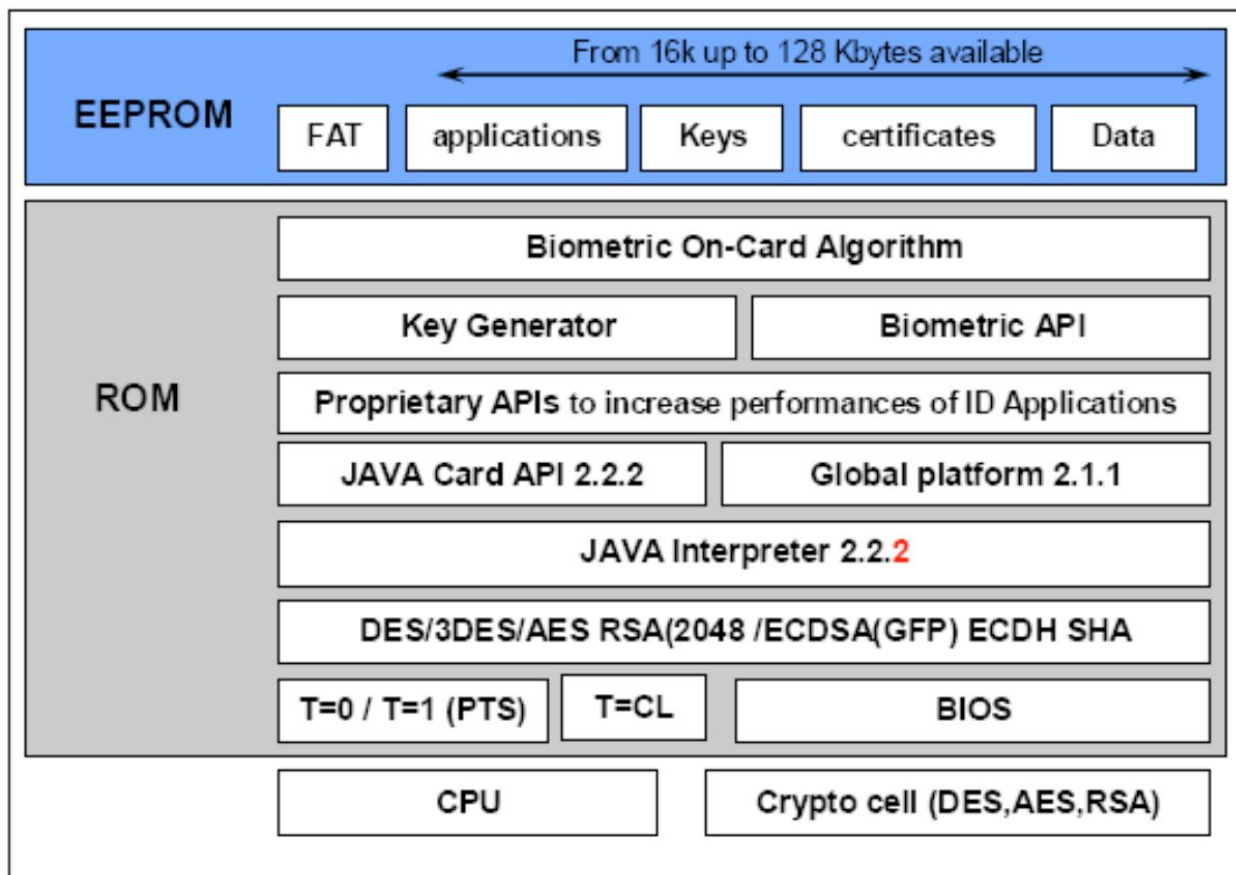 From 16k up to 128 Kbytes available
EEPROM
FAT
applications
Keys
certificates
Data
Biometric On-Card Algorithm
Key Generator
Biometric API
ROM
Proprietary APIs to increase performances of ID Applications
JAVA Card API 2.2.2
Global platform 2.1.1
JAVA Interpreter 2.2.2
DES/3DES/AES RSA(2048 /ECDSA(GFP) ECDH SHA
T=0 / T=1 (PTS)
T=CL
BIOS
CPU
Crypto cell (DES,AES,RSA)